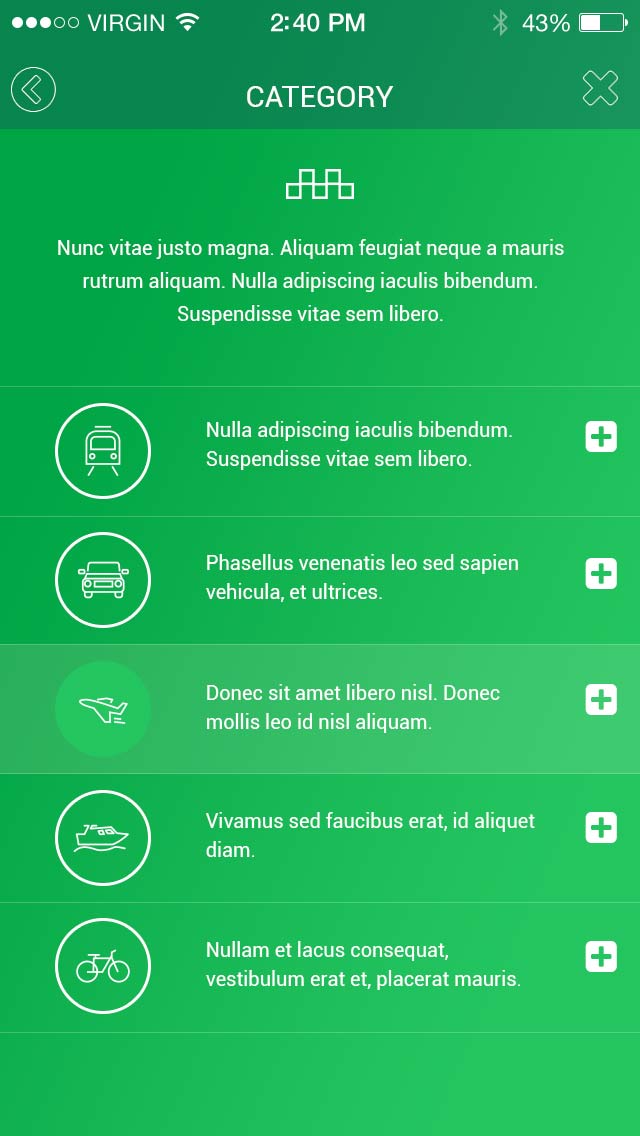 VIRGIN 2:40 PM 43%
CATEGORY
Nunc vitae justo magna. Aliquam feugiat neque a mauris
rutrum aliquam. Nulla adipiscing iaculis bibendum.
Suspendisse vitae sem libero.
Nulla adipiscing iaculis bibendum.
Suspendisse vitae sem libero.
Phasellus venenatis leo sed sapien
vehicula, et ultrices.
Donec sit amet libero nisl. Donec
mollis leo id nisl aliquam.
Vivamus sed faucibus erat, id aliquet
diam.
Nullam et lacus consequat,
vestibulum erat et, placerat mauris.